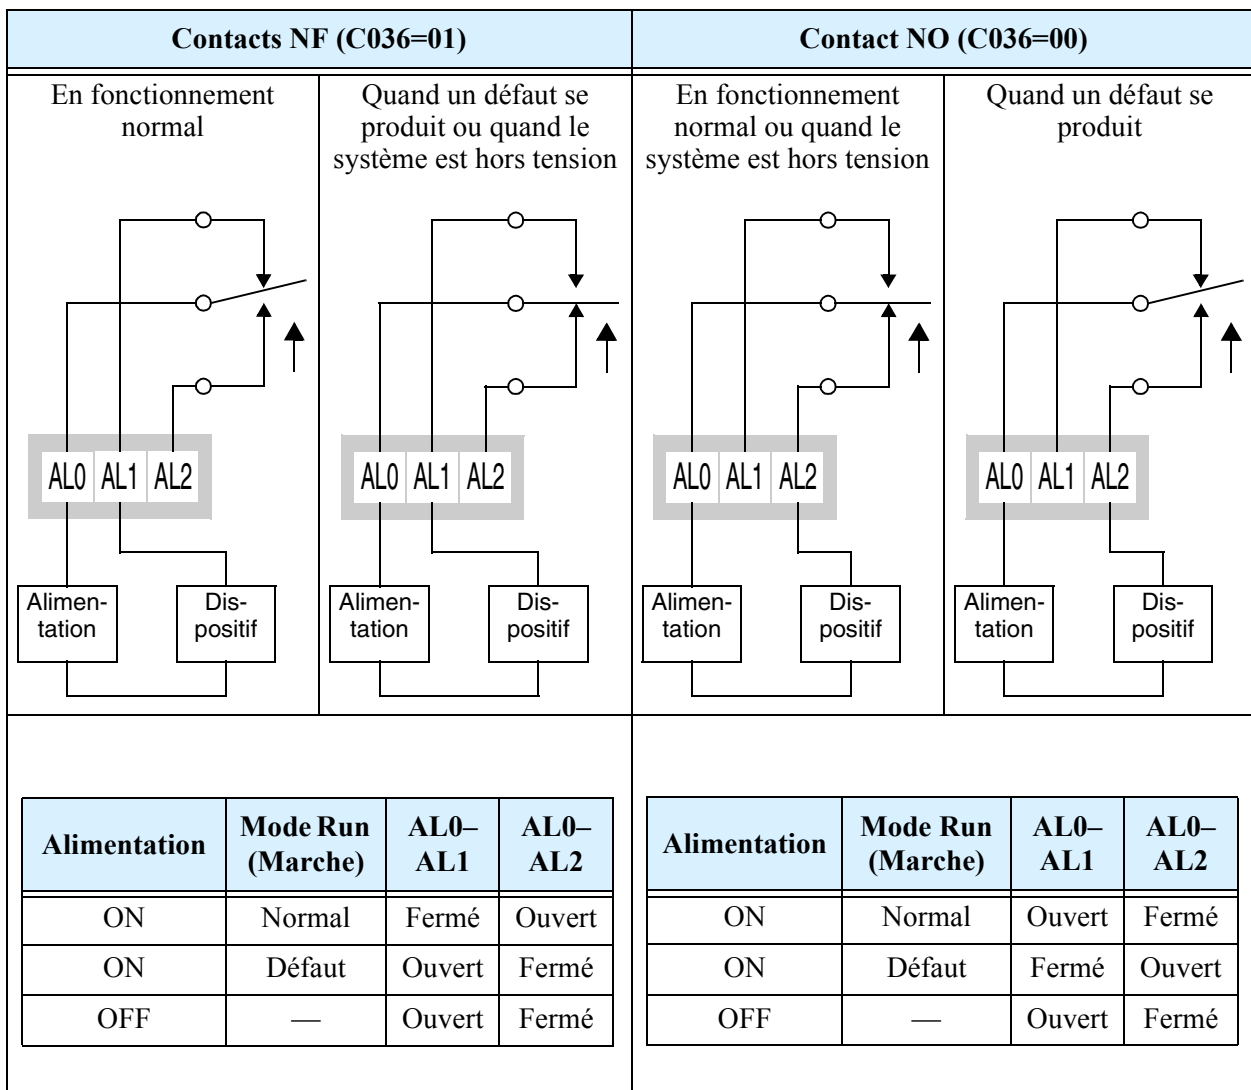 Contacts NF (C036=01)
Contact NO (C036=00)
En fonctionnement
normal
Quand un défaut se
produit ou quand le
système est hors tension
En fonctionnement
normal ou quand le
système est hors tension
Quand un défaut se
produit
AL0 AL1 AL2
Alimen-
tation
Dis-
positif
AL0 AL1 AL2
Alimen-
tation
Dis-
positif
AL0 AL1 AL2
Alimen-
tation
Dis-
positif
AL0 AL1 AL2
Alimen-
tation
Dis-
positif
Alimentation Mode Run (Marche) AL0–AL1 AL0–AL2
ON Normal Fermé Ouvert
ON Défaut Ouvert Fermé
OFF — Ouvert Fermé
Alimentation Mode Run (Marche) AL0–AL1 AL0–AL2
ON Normal Ouvert Fermé
ON Défaut Fermé Ouvert
OFF — Ouvert Fermé